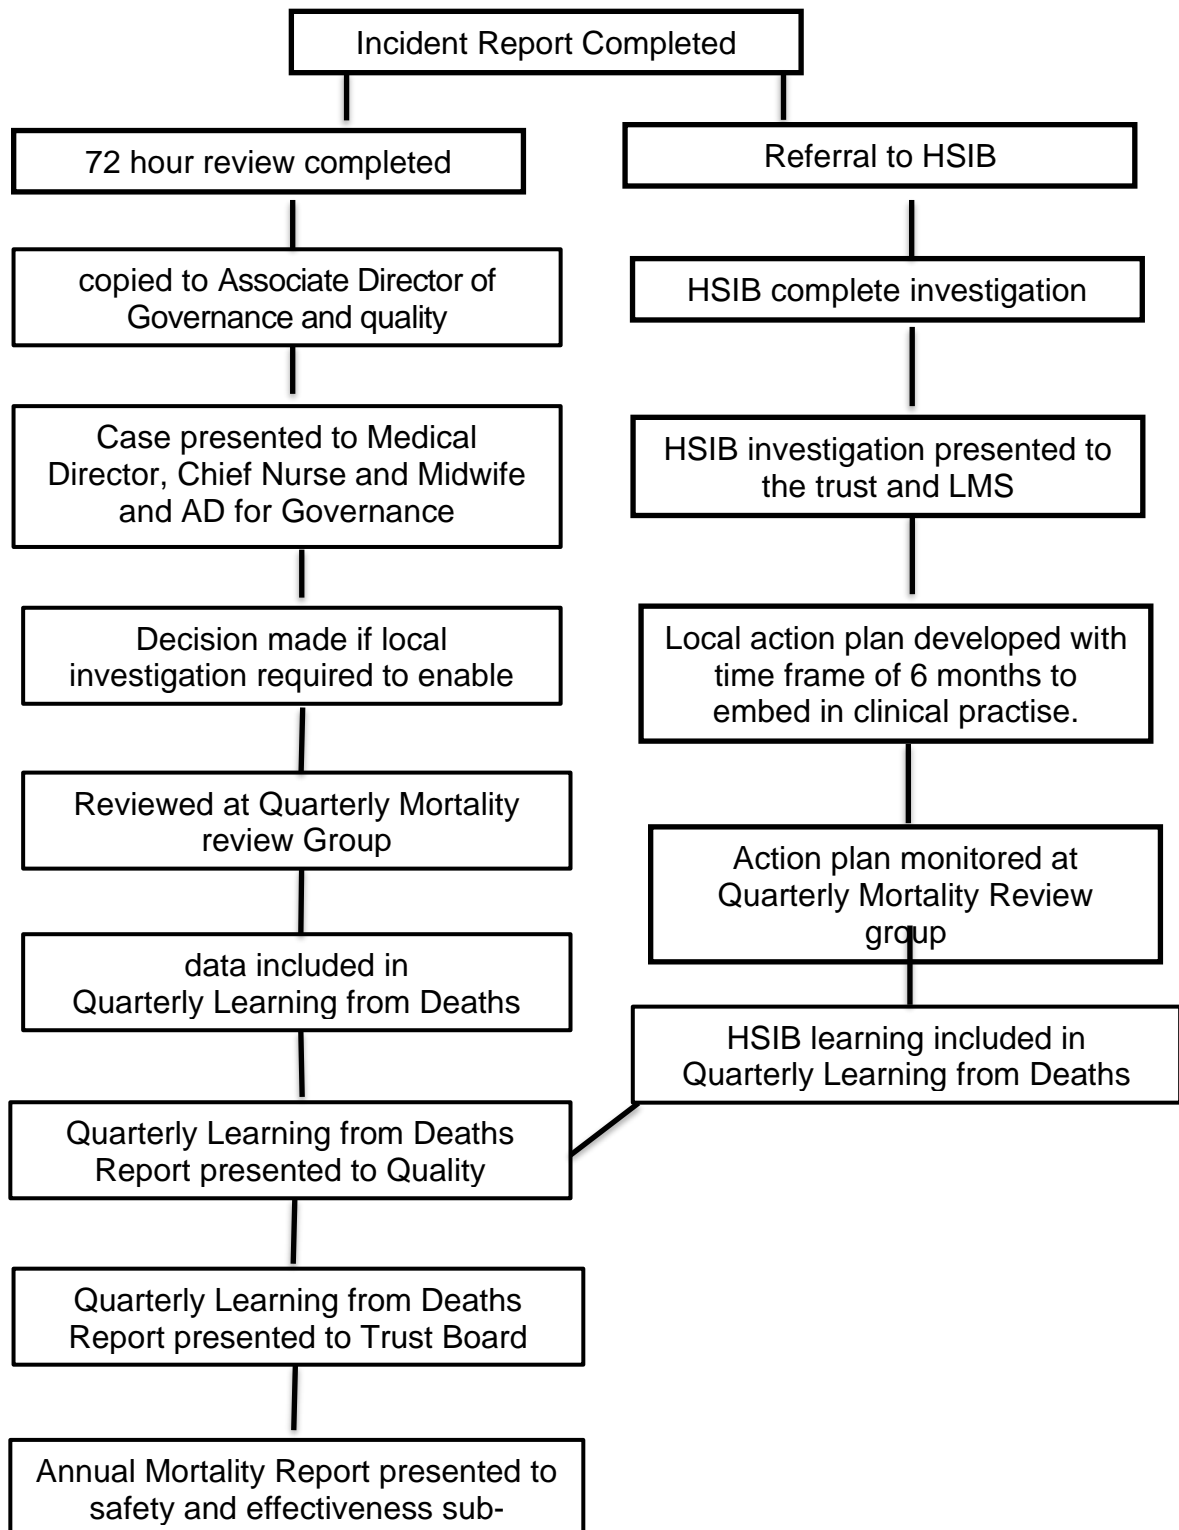 Incident Report Completed
72 hour review completed
copied to Associate Director of
Governance and quality
Case presented to Medical
Director, Chief Nurse and Midwife
and AD for Governance
Decision made if local
investigation required to enable
Reviewed at Quarterly Mortality
review Group
data included in
Quarterly Learning from Deaths
Quarterly Learning from Deaths
Report presented to Quality
Quarterly Learning from Deaths
Report presented to Trust Board
Annual Mortality Report presented to
safety and effectiveness sub-
Referral to HSIB
HSIB complete investigation
HSIB investigation presented to
the trust and LMS
Local action plan developed with
time frame of 6 months to
embed in clinical practise.
Action plan monitored at
Quarterly Mortality Review
group
HSIB learning included in
Quarterly Learning from Deaths